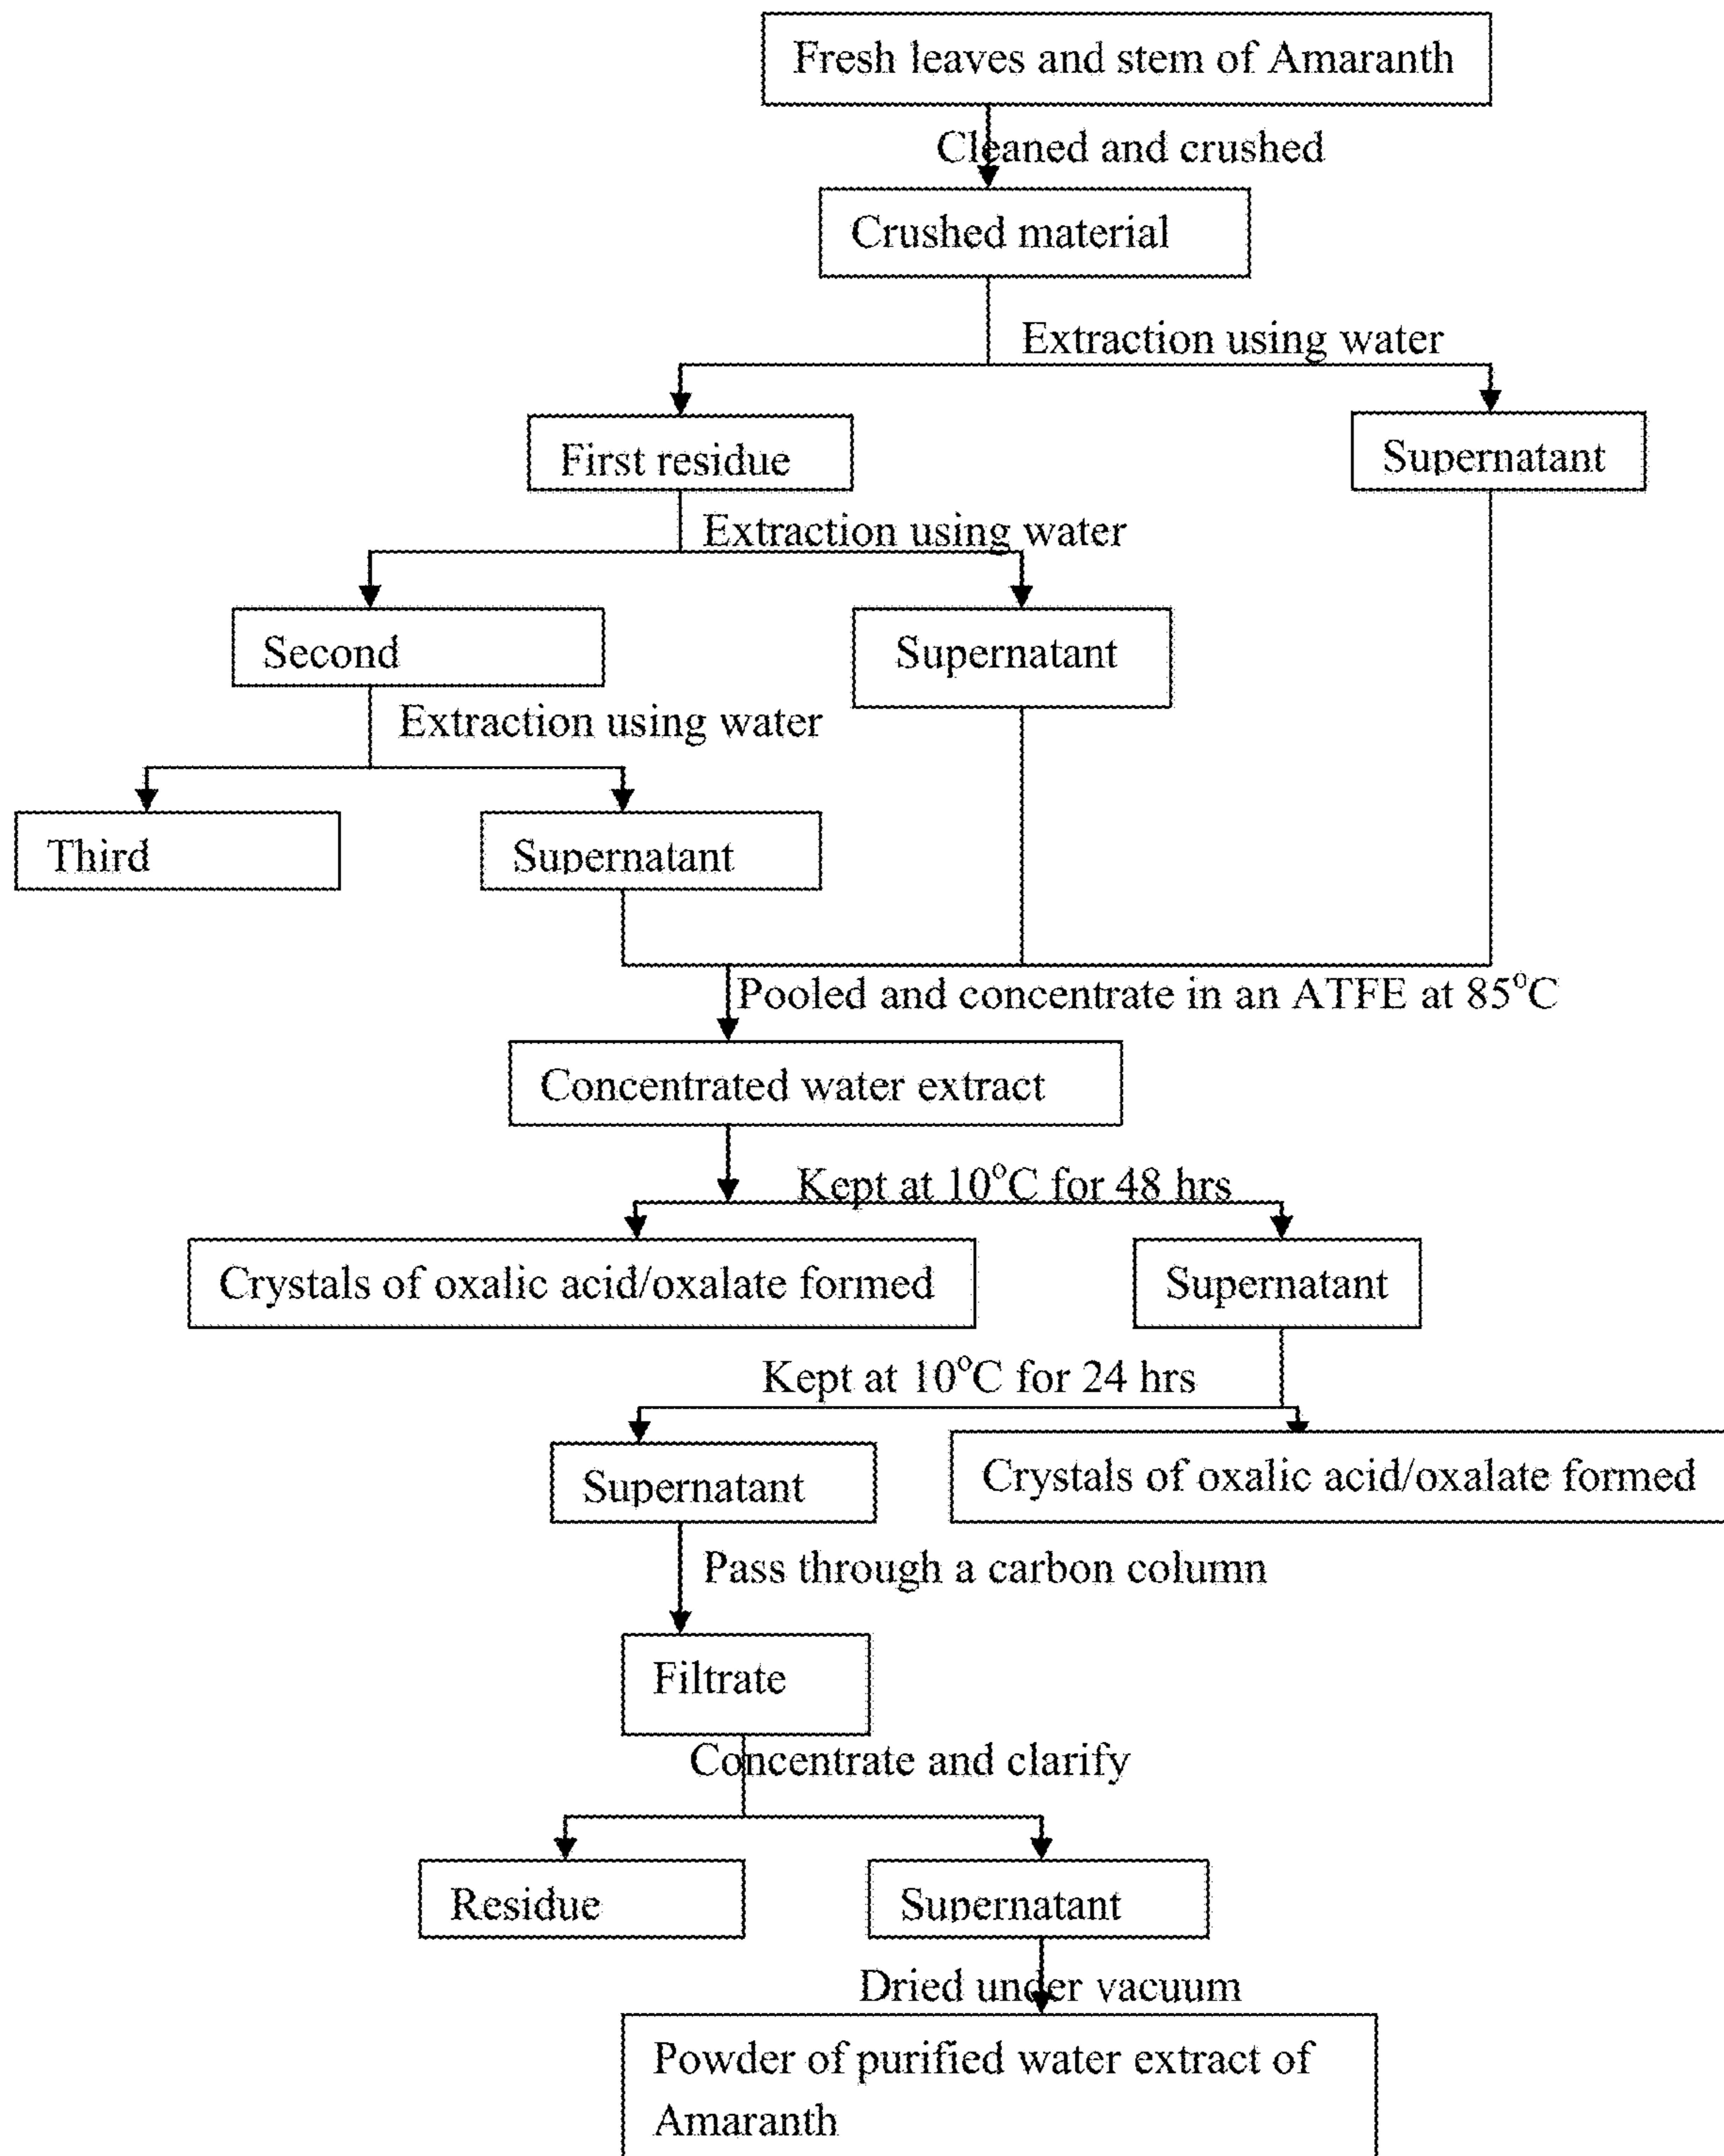 Fresh leaves and stem of Amaranth
Cleaned and crushed
Crushed material
Extraction using water
First residue
Supernatant
Extraction using water
Second
Supernatant
Extraction using water
Third
Supernatant
Pooled and concentrate in an ATFE at 85°C
Concentrated water extract
Kept at 10°C for 48 hrs
Crystals of oxalic acid/oxalate formed
Supernatant
Kept at 10°C for 24 hrs
Supernatant
Crystals of oxalic acid/oxalate formed
Pass through a carbon column
Filtrate
Concentrate and clarify
Residue
Supernatant
Dried under vacuum
Powder of purified water extract of
Amaranth